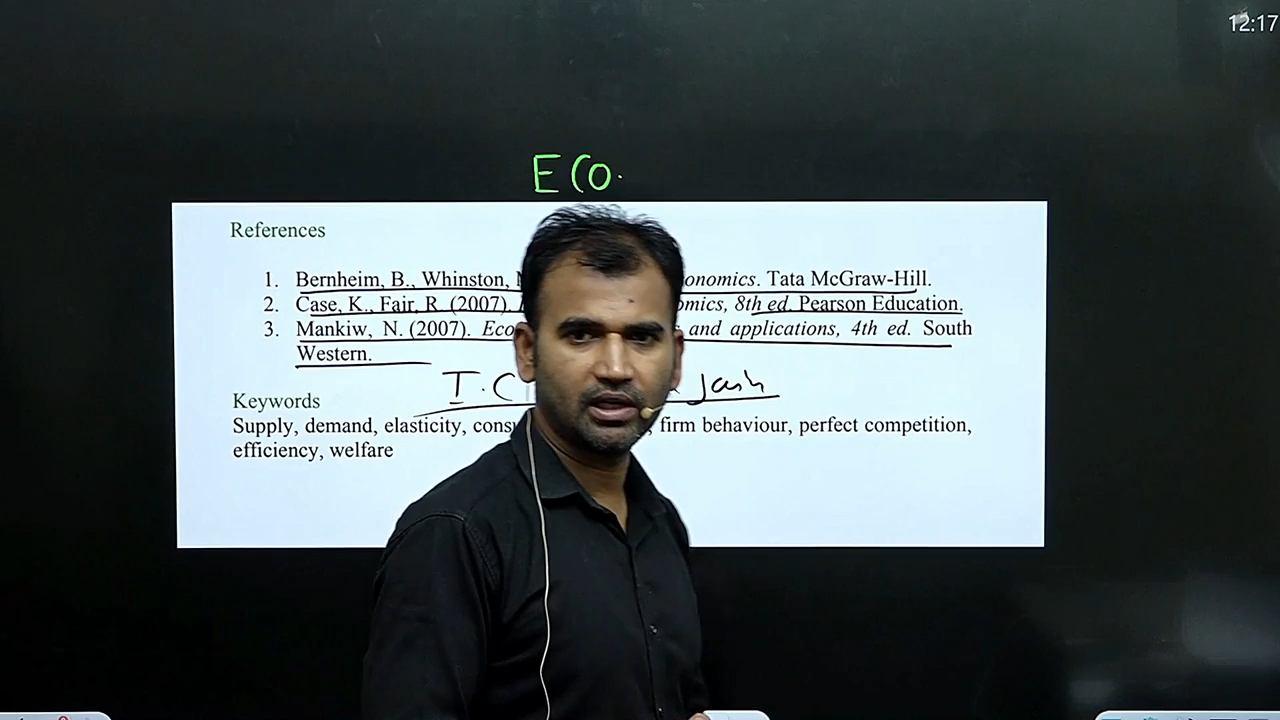 12:17
ECO.
References
1. Bernheim, B., Whinston, onomics. Tata McGraw-Hill.
2. Case, K., Fair, R. (2007). omics, 8th ed. Pearson Education.
3. Mankiw, N. (2007). Eco and applications, 4th ed. South
Western.
I.C Jain
Keywords
Supply, demand, elasticity, cons firm behaviour, perfect competition,
efficiency, welfare